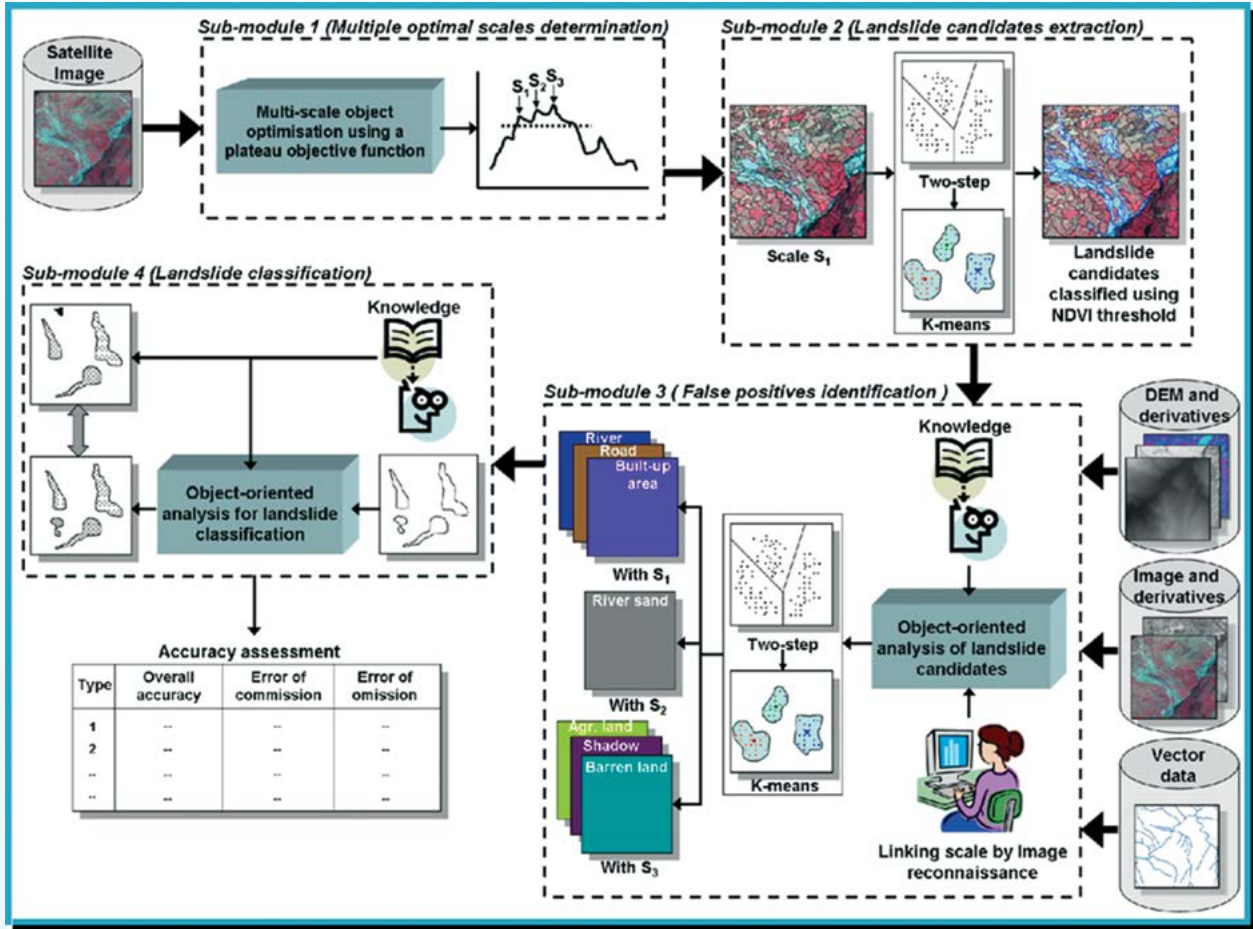 Satellite
Image
Sub-module 1 (Multiple optimal scales determination)
Multi-scale object
optimisation using a
plateau objective function
S1
S2
S3
Sub-module 2 (Landslide candidates extraction)
Scale S1
Two-step
K-means
Landslide
candidates
classified using
NDVI threshold
Sub-module 4 (Landslide classification)
Knowledge
Object-oriented
analysis for landslide
classification
Sub-module 3 ( False positives identification )
River
Road
Built-up
area
With S1
River sand
With S2
Agr. land
Shadow
Barren land
With S3
Two-step
K-means
Knowledge
Object-oriented
analysis of landslide
candidates
Linking scale by Image
reconnaissance
DEM and
derivatives
Image and
derivatives
Vector
data
Accuracy assessment
Type Overall accuracy Error of commission Error of omission
1 -- -- --
2 -- -- --
-- -- -- --
-- -- -- --